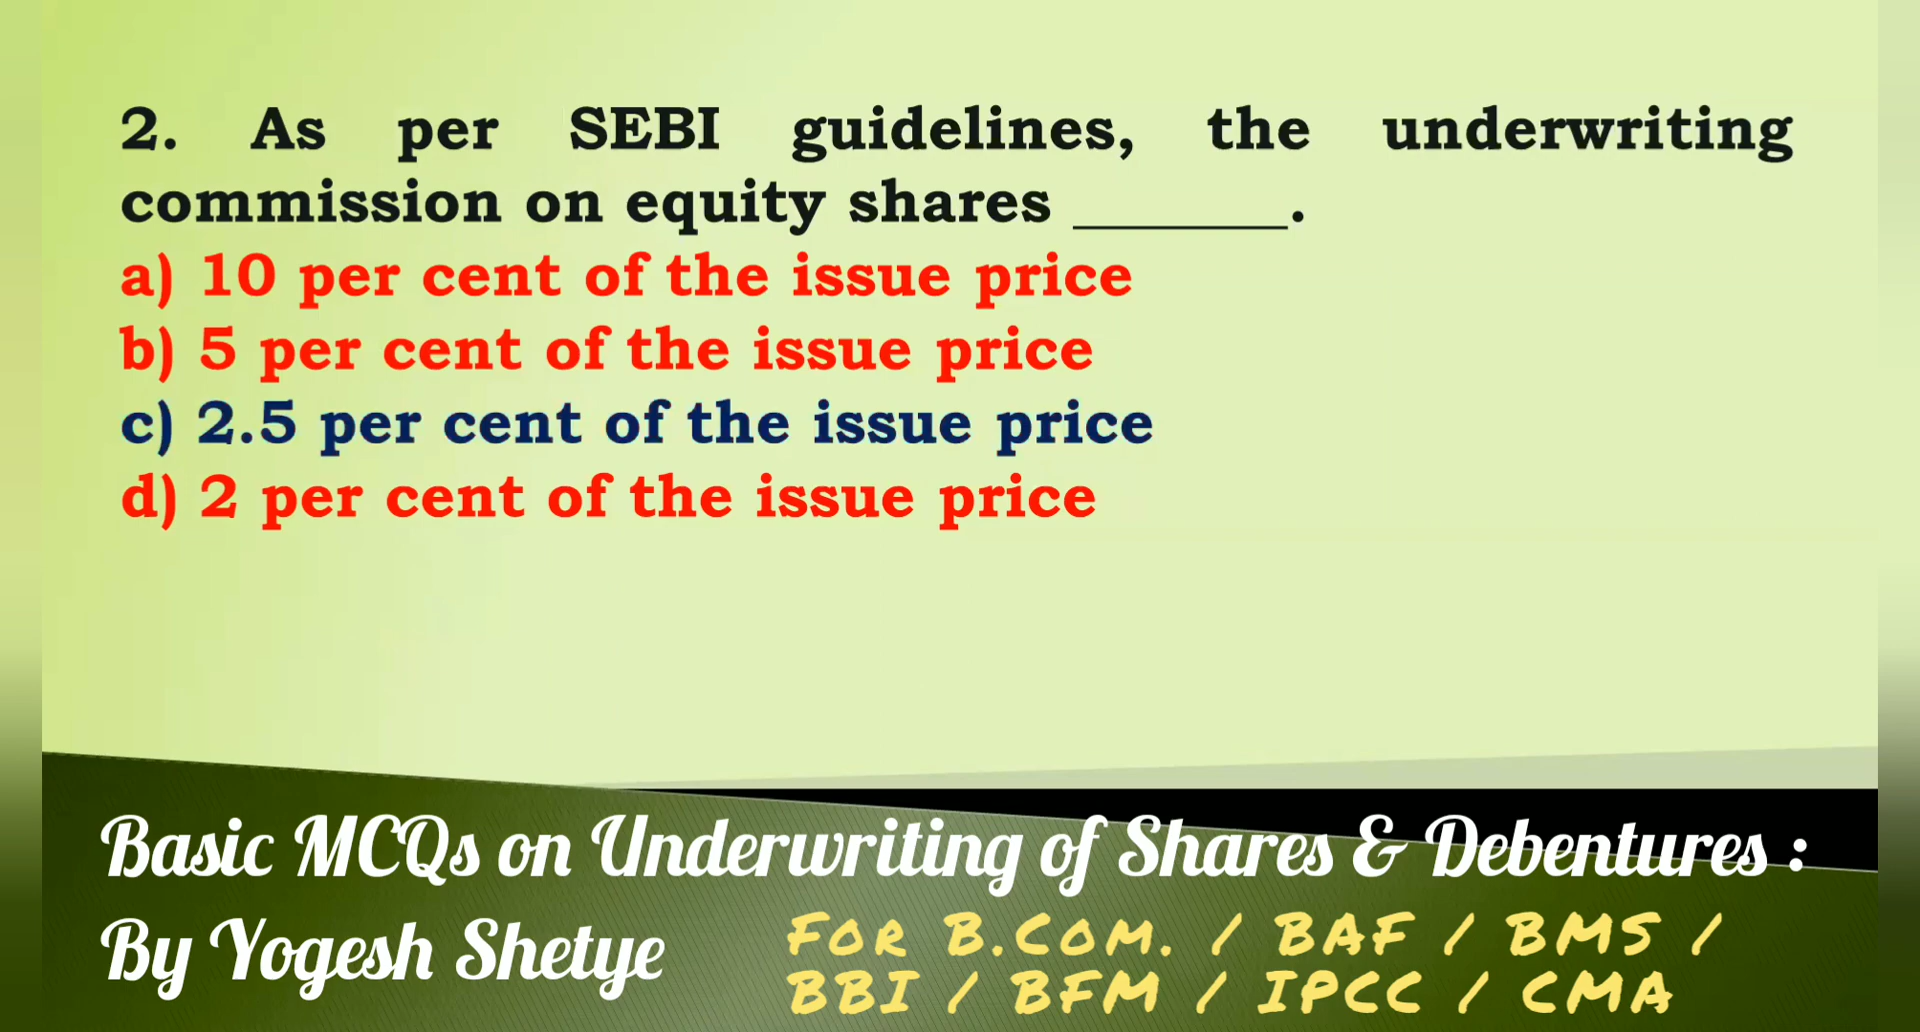 2. As per SEBI guidelines, the underwriting
commission on equity shares ________.
a) 10 per cent of the issue price
b) 5 per cent of the issue price
c) 2.5 per cent of the issue price
d) 2 per cent of the issue price
Basic MCQs on Underwriting of Shares & Debentures :
By Yogesh Shetye
FOR B.COM. / BAF / BMS /
BBI / BFM / IPCC / CMA